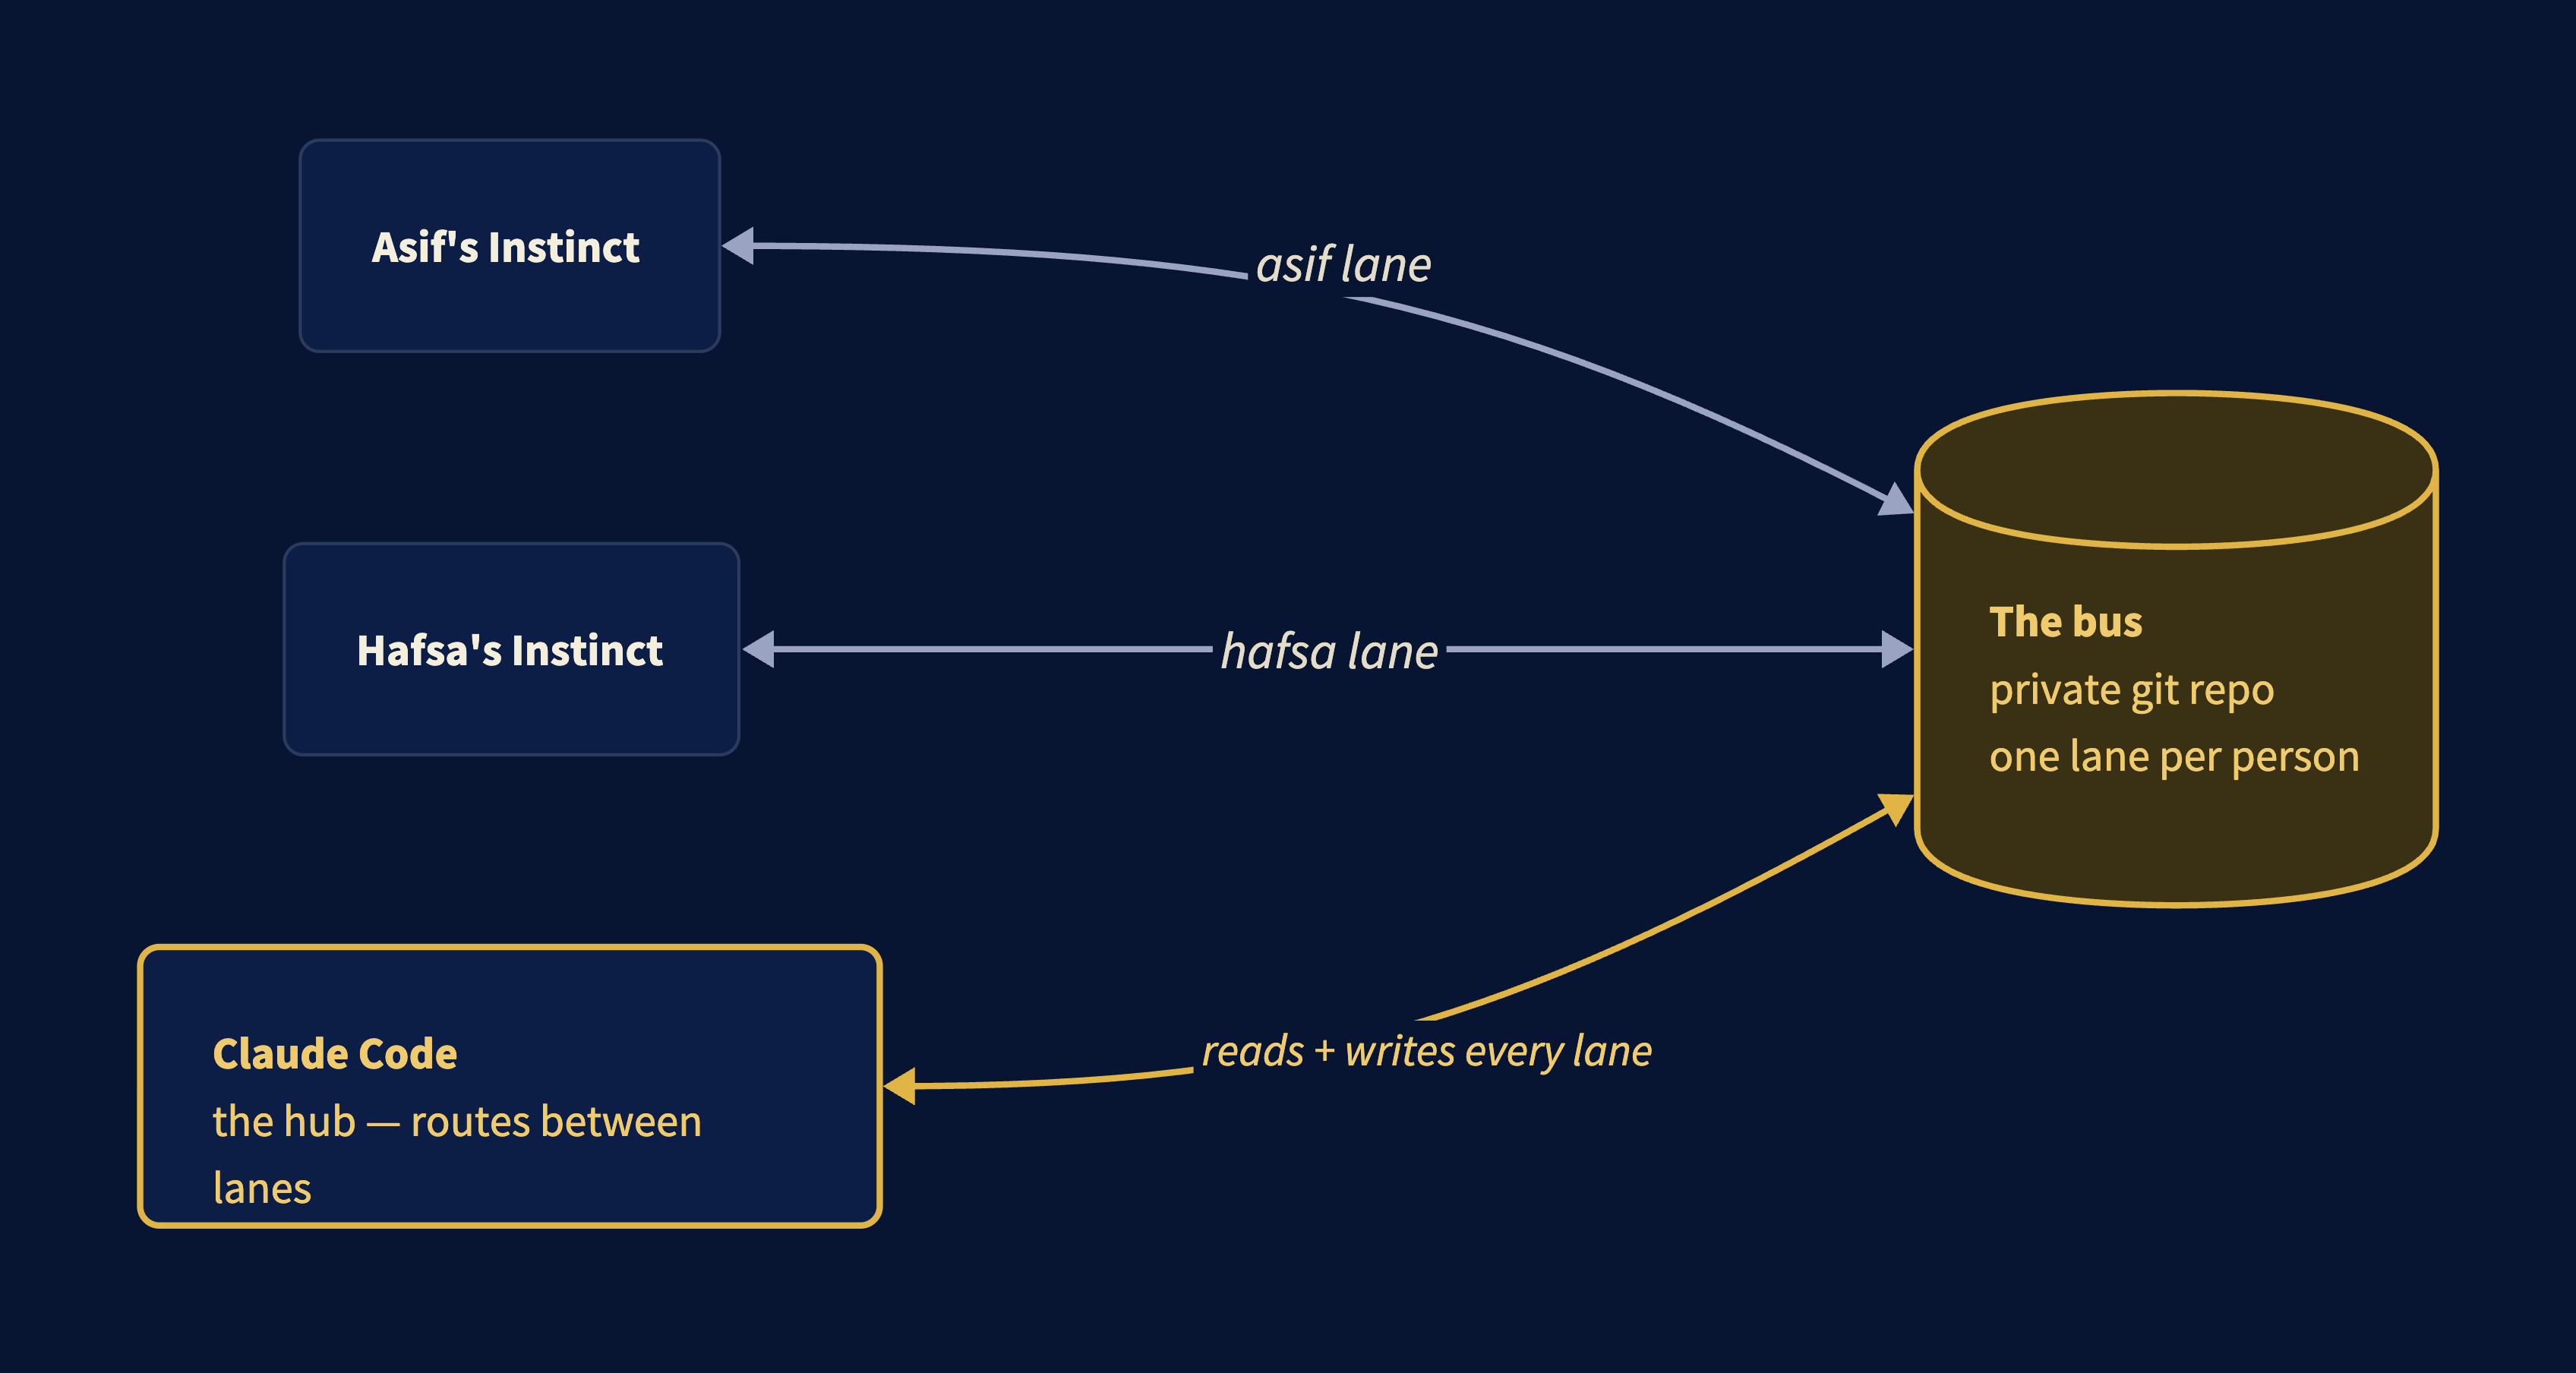 Asif's Instinct
asif lane
Hafsa's Instinct
hafsa lane
The bus
private git repo
one lane per person
Claude Code
the hub — routes between
lanes
reads + writes every lane